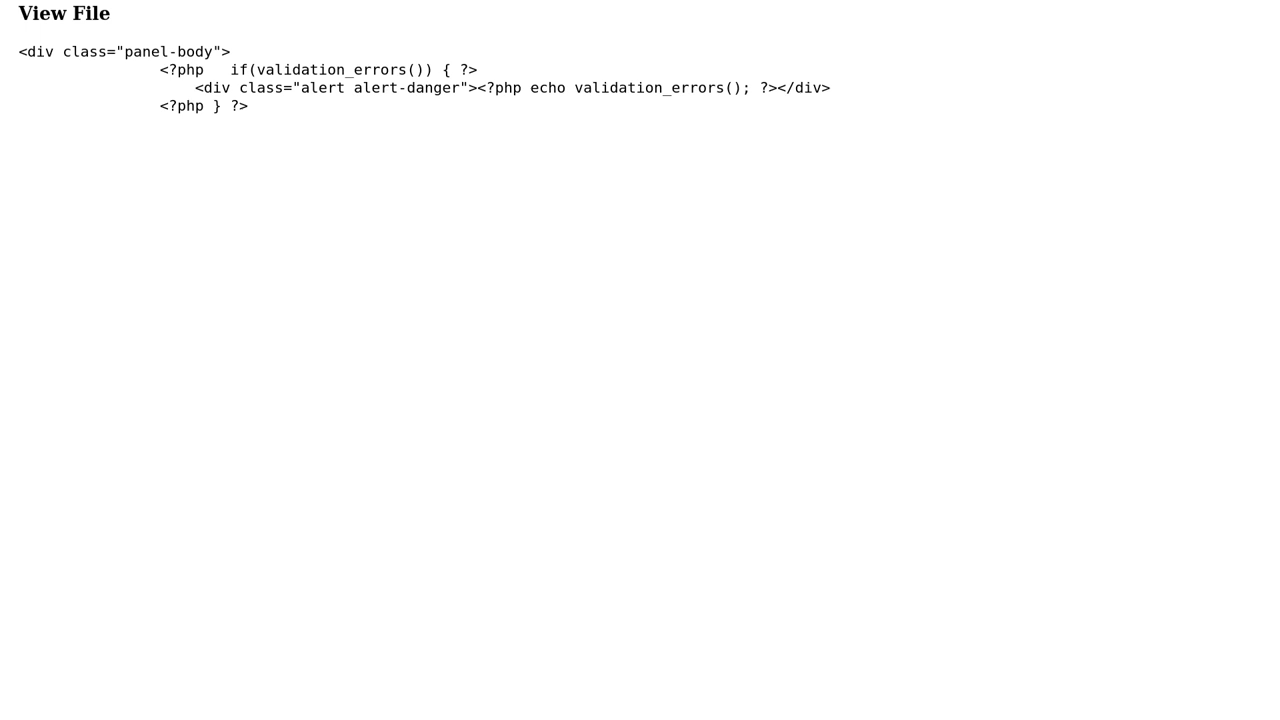 View File
<div class="panel-body">
                <?php   if(validation_errors()) { ?>
                    <div class="alert alert-danger"><?php echo validation_errors(); ?></div>
                <?php } ?>